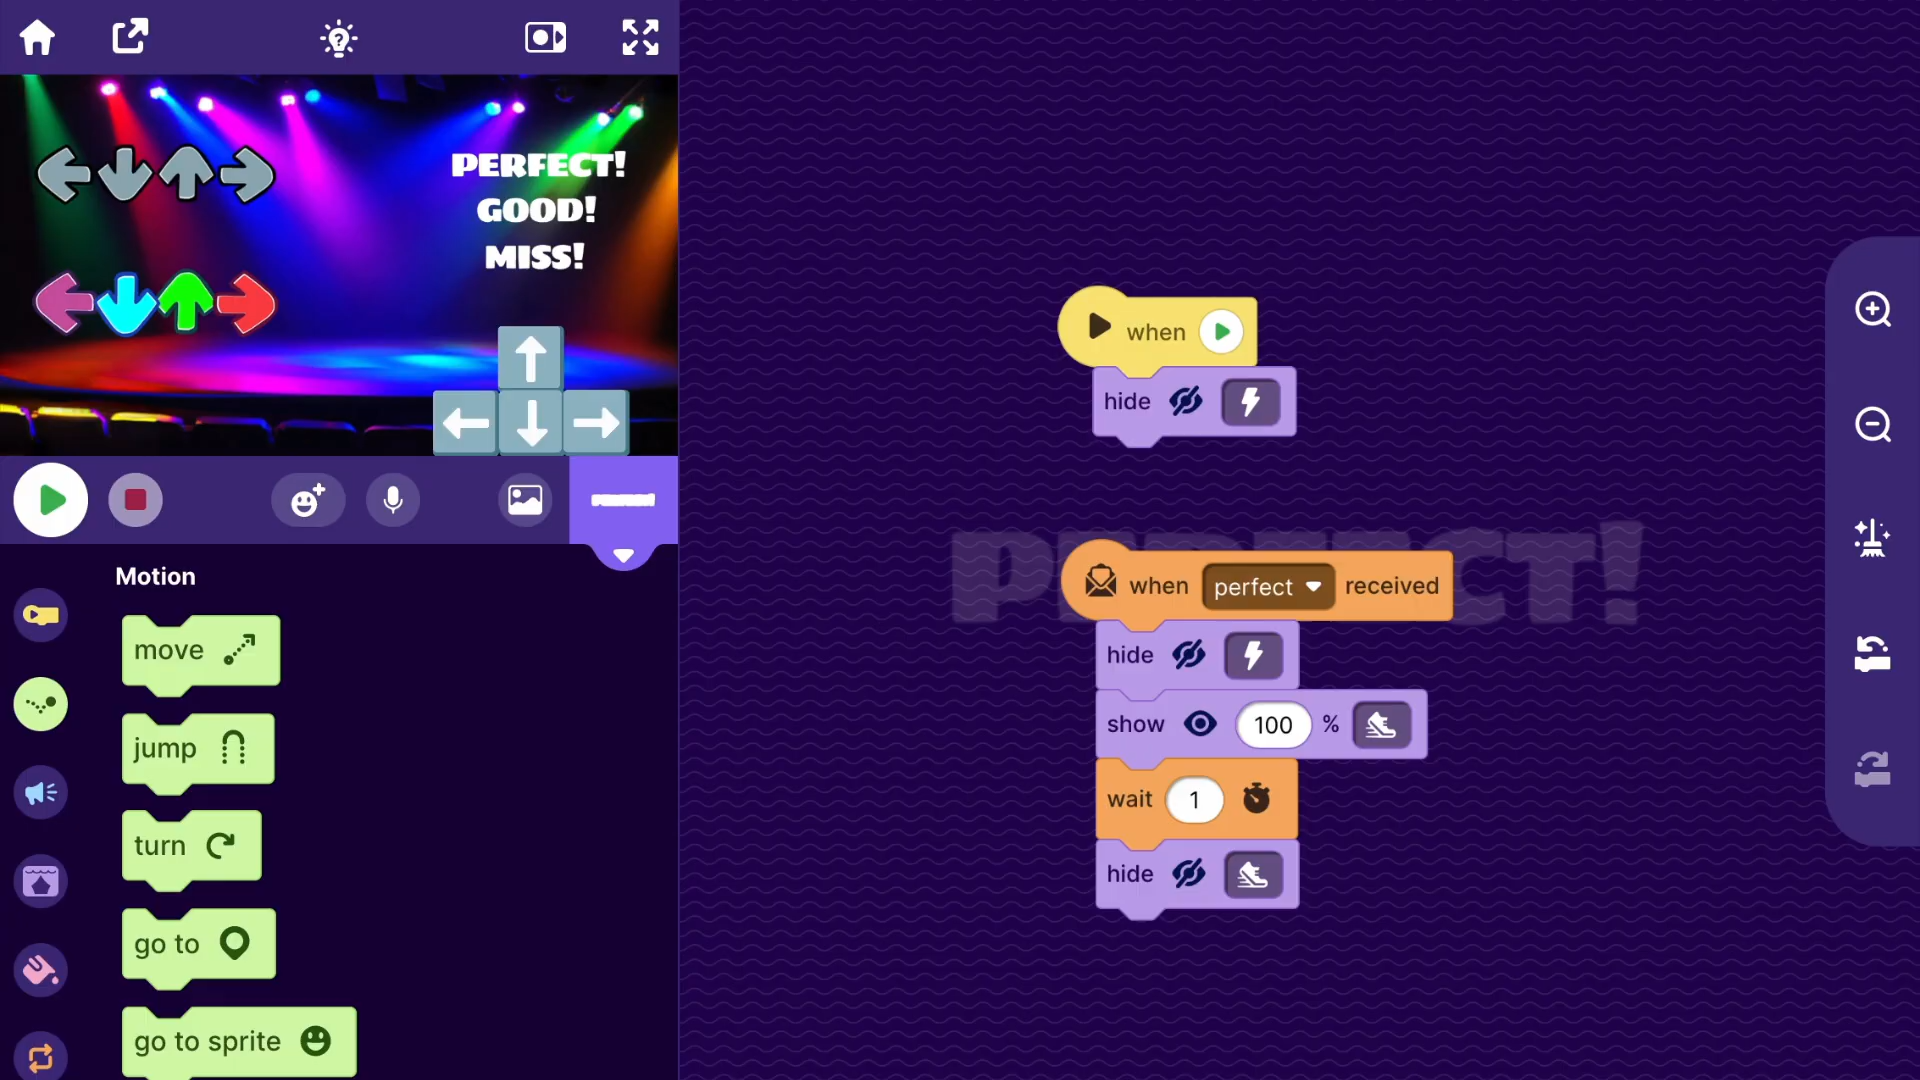 PERFECT!
GOOD!
MISS!
Motion
move
jump
turn
go to
go to sprite
when
hide
PERFECT!
when perfect received
hide
show 100 %
wait 1
hide